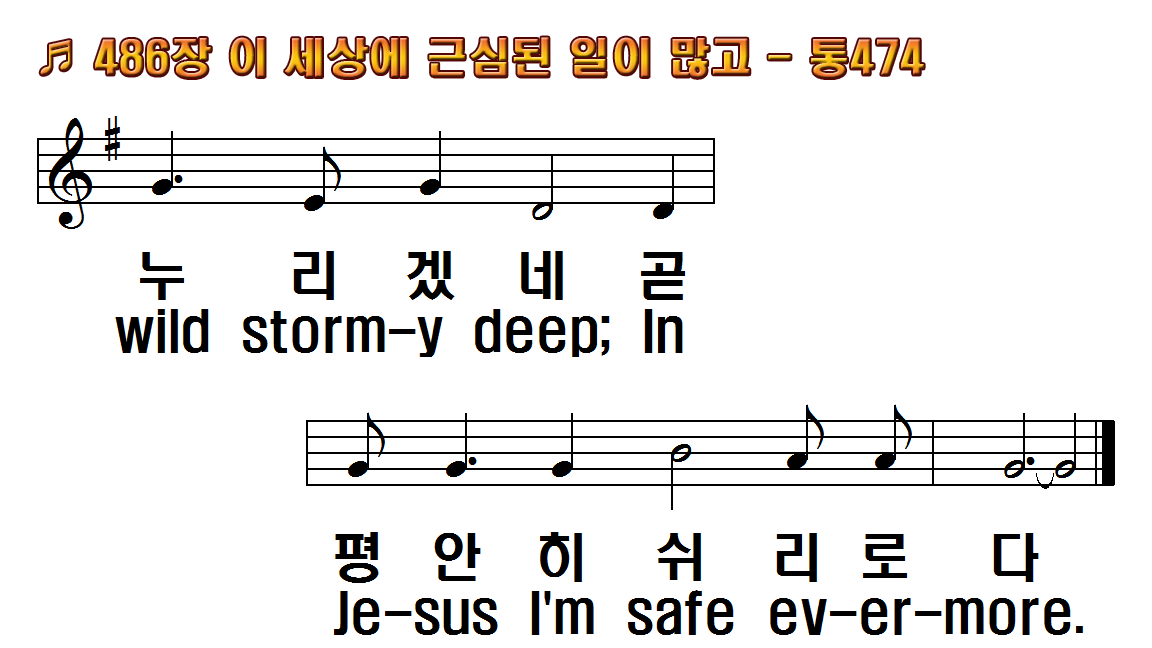 ♬ 486장 이 세상에 근심된 일이 많고 - 통474
누 리 겠 네 곧
wild storm-y deep; In
평 안 히 쉬 리 로 다
Je-sus I'm safe ev-er-more.